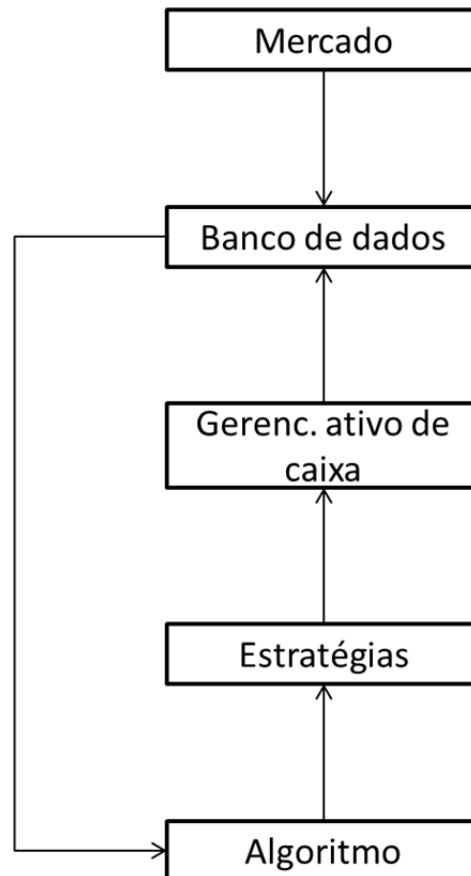 Mercado
Banco de dados
Gerenc. ativo de
caixa
Estratégias
Algoritmo